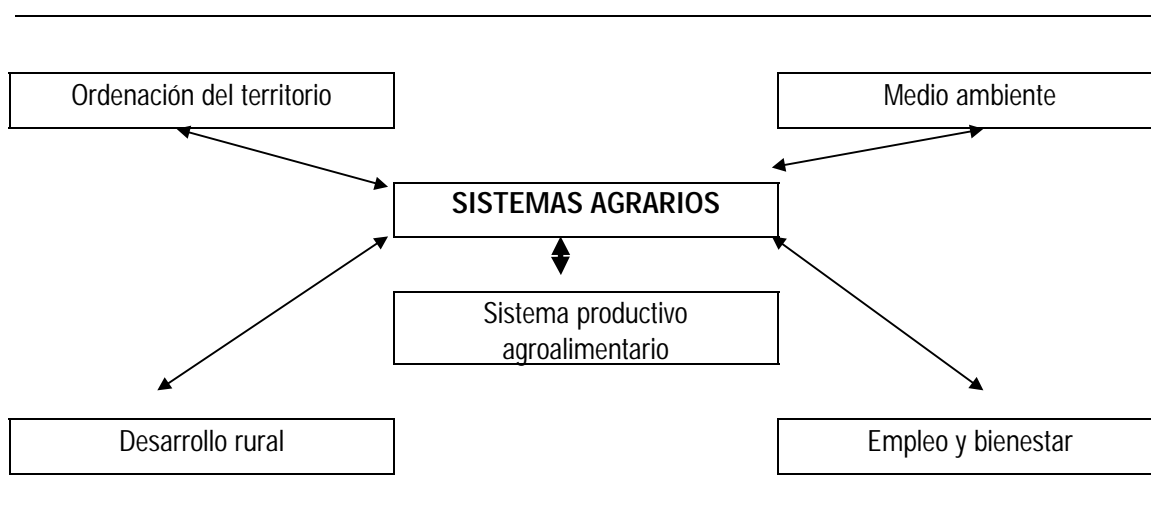 Ordenación del territorio
Medio ambiente
SISTEMAS AGRARIOS
Sistema productivo
agroalimentario
Desarrollo rural
Empleo y bienestar